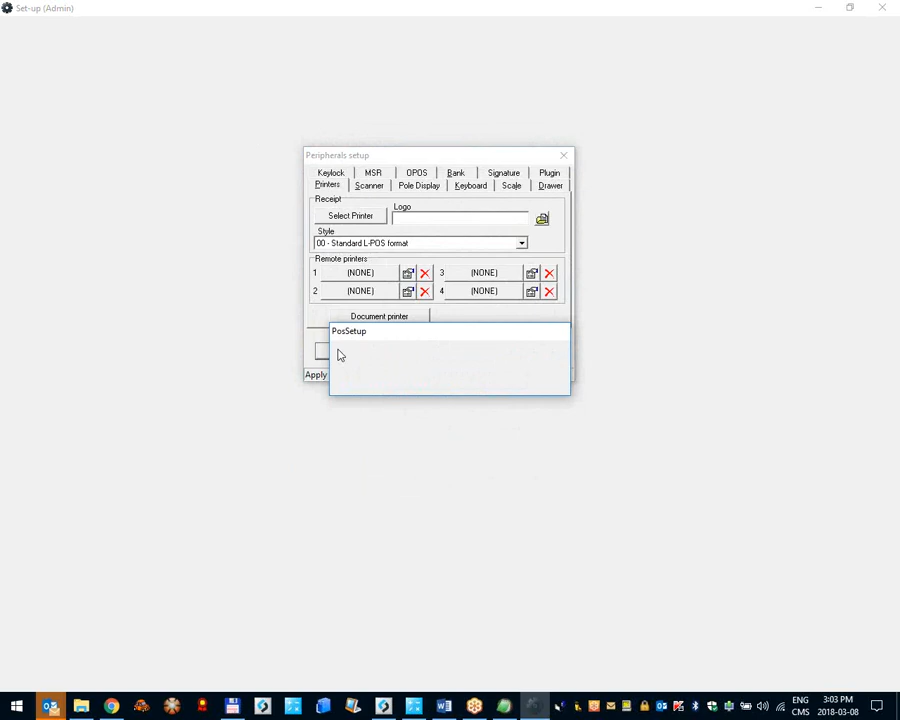 Set-up (Admin)
Peripherals setup
Keylock MSR OPOS Bank Signature Plugin
Printers Scanner Pole Display Keyboard Scale Drawer
Receipt
Logo
Select Printer
Style
00 - Standard L-POS format
Remote printers
1 (NONE) 3 (NONE)
2 (NONE) 4 (NONE)
Document printer
PosSetup
Apply
ENG 3:03 PM
CMS 2018-03-08